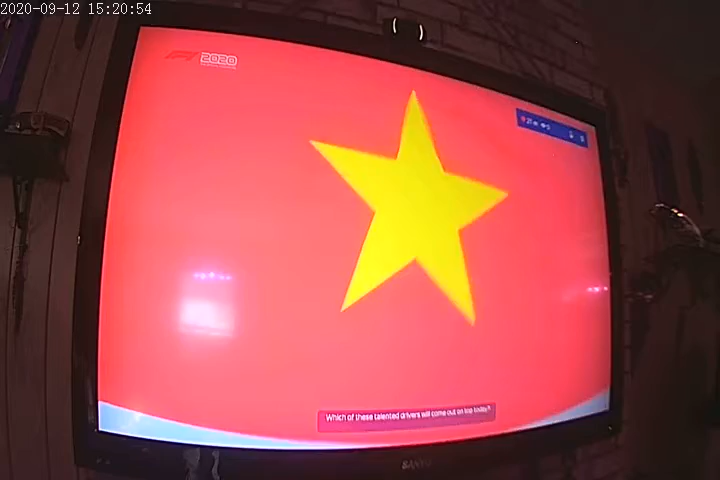 2020-09-12 15:20:54
F1 2020
Which of these talented drivers will come out on top today?
SANYO